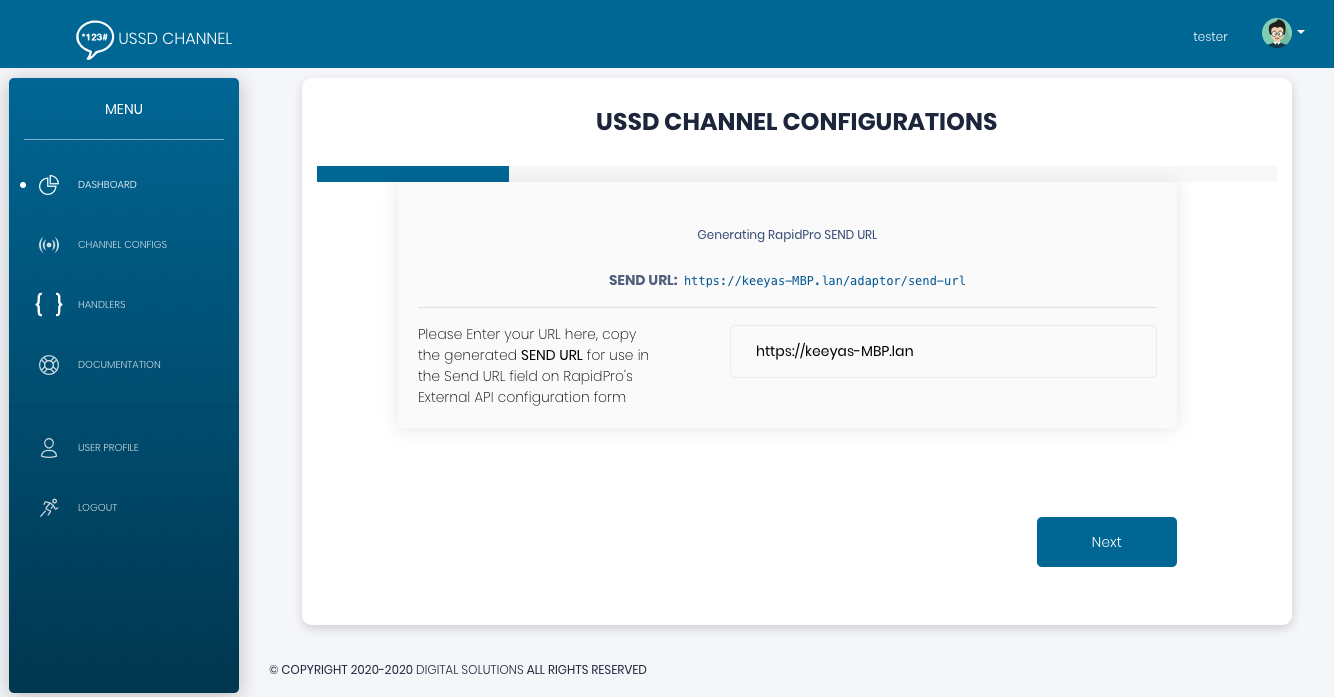 *123# USSD CHANNEL
tester
MENU
DASHBOARD
CHANNEL CONFIGS
{ } HANDLERS
DOCUMENTATION
USER PROFILE
LOGOUT
USSD CHANNEL CONFIGURATIONS
Generating RapidPro SEND URL
SEND URL: https://keeyas-MBP.lan/adaptor/send-url
Please Enter your URL here, copy
the generated SEND URL for use in
the Send URL field on RapidPro's
External API configuration form
https://keeyas-MBP.lan
Next
© COPYRIGHT 2020-2020 DIGITAL SOLUTIONS ALL RIGHTS RESERVED